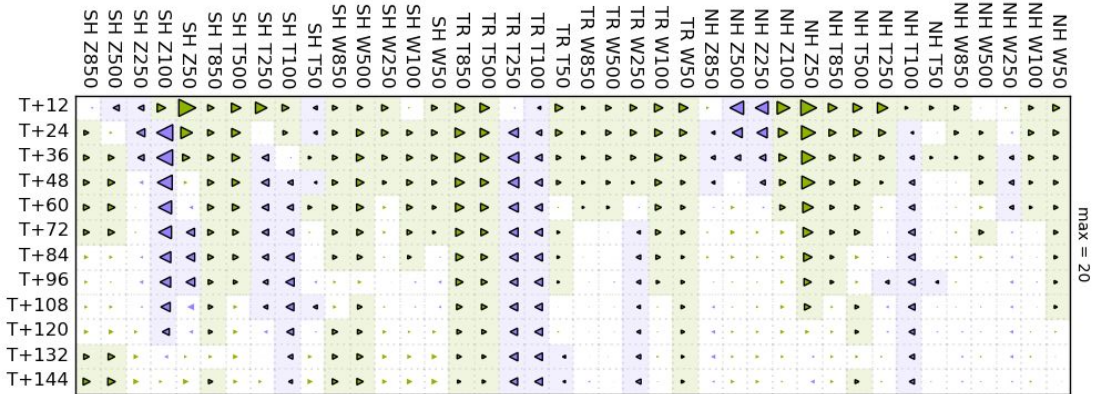 SH Z850
SH Z500
SH Z250
SH Z100
SH Z50
SH T850
SH T500
SH T250
SH T100
SH T50
SH W850
SH W500
SH W250
SH W100
SH W50
TR T850
TR T500
TR T250
TR T100
TR T50
TR W850
TR W500
TR W250
TR W100
TR W50
NH Z850
NH Z500
NH Z250
NH Z100
NH Z50
NH T850
NH T500
NH T250
NH T100
NH T50
NH W850
NH W500
NH W250
NH W100
NH W50
T+12
T+24
T+36
T+48
T+60
T+72
T+84
T+96
T+108
T+120
T+132
T+144
max = 20